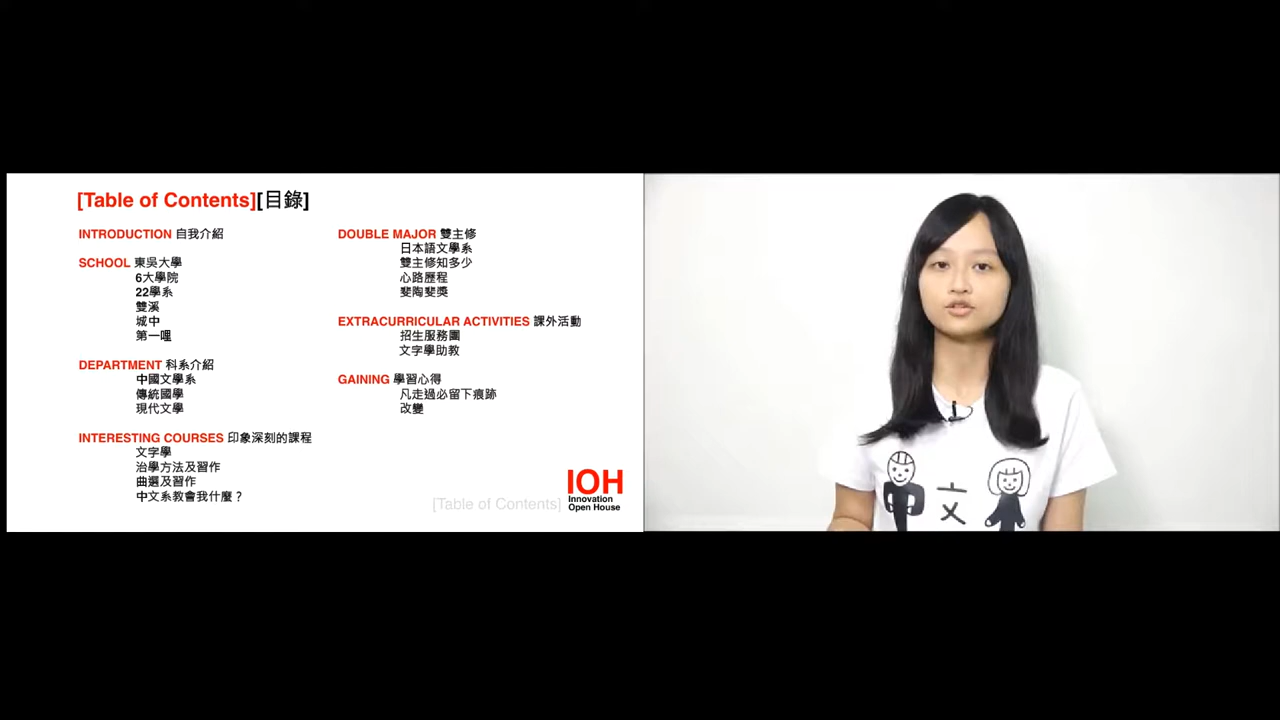 [Table of Contents][目錄]
INTRODUCTION 自我介紹
SCHOOL 東吳大學
6大學院
22學系
雙溪
城中
第一哩
DEPARTMENT 科系介紹
中國文學系
傳統國學
現代文學
INTERESTING COURSES 印象深刻的課程
文字學
治學方法及習作
曲選及習作
中文系教會我什麼？
DOUBLE MAJOR 雙主修
日本語文學系
雙主修知多少
心路歷程
斐陶斐獎
EXTRACURRICULAR ACTIVITIES 課外活動
招生服務團
文字學助教
GAINING 學習心得
凡走過必留下痕跡
改變
[Table of Contents]
IOH
Innovation
Open House
中文